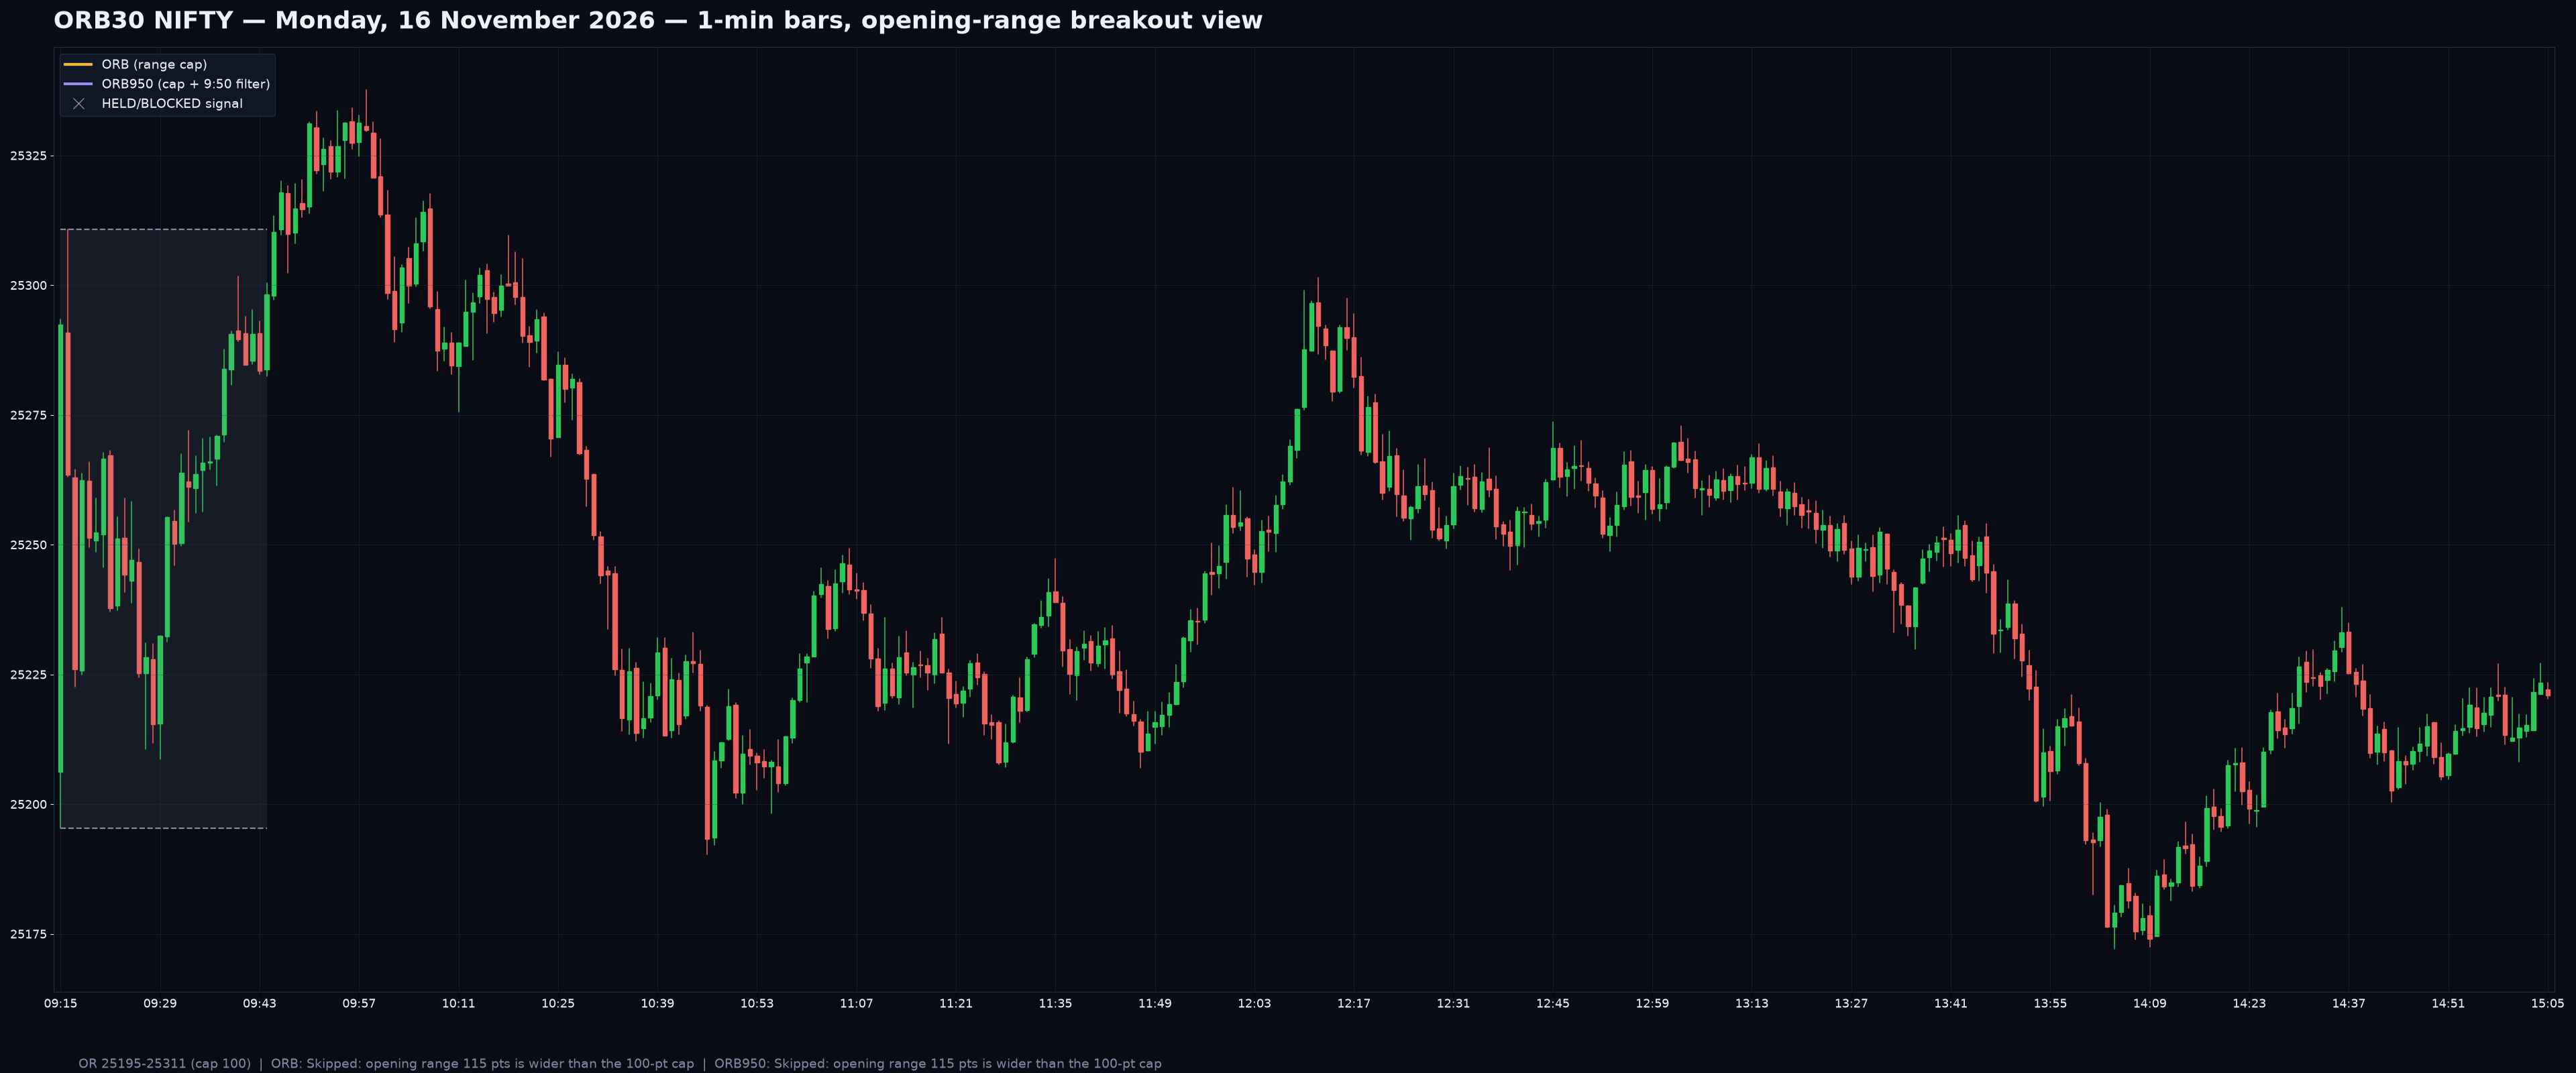 ORB30 NIFTY — Monday, 16 November 2026 — 1-min bars, opening-range breakout view
ORB (range cap)
ORB950 (cap + 9:50 filter)
HELD/BLOCKED signal
25325
25300
25275
25250
25225
25200
25175
09:15 09:29 09:43 09:57 10:11 10:25 10:39 10:53 11:07 11:21 11:35 11:49 12:03 12:17 12:31 12:45 12:59 13:13 13:27 13:41 13:55 14:09 14:23 14:37 14:51 15:05
OR 25195-25311 (cap 100) | ORB: Skipped: opening range 115 pts is wider than the 100-pt cap | ORB950: Skipped: opening range 115 pts is wider than the 100-pt cap